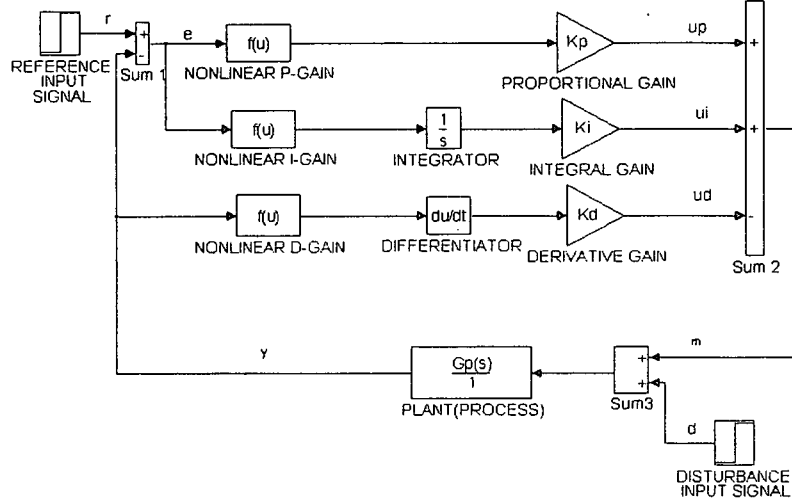 r
+
-
Sum 1
REFERENCE
INPUT
SIGNAL
e
f(u)
NONLINEAR P-GAIN
Kp
PROPORTIONAL GAIN
up
+
f(u)
NONLINEAR I-GAIN
1
s
INTEGRATOR
Ki
INTEGRAL GAIN
ui
+
f(u)
NONLINEAR D-GAIN
du/dt
DIFFERENTIATOR
Kd
DERIVATIVE GAIN
ud
-
Sum 2
y
Gp(s)
1
PLANT(PROCESS)
+
+
Sum3
m
d
DISTURBANCE
INPUT SIGNAL